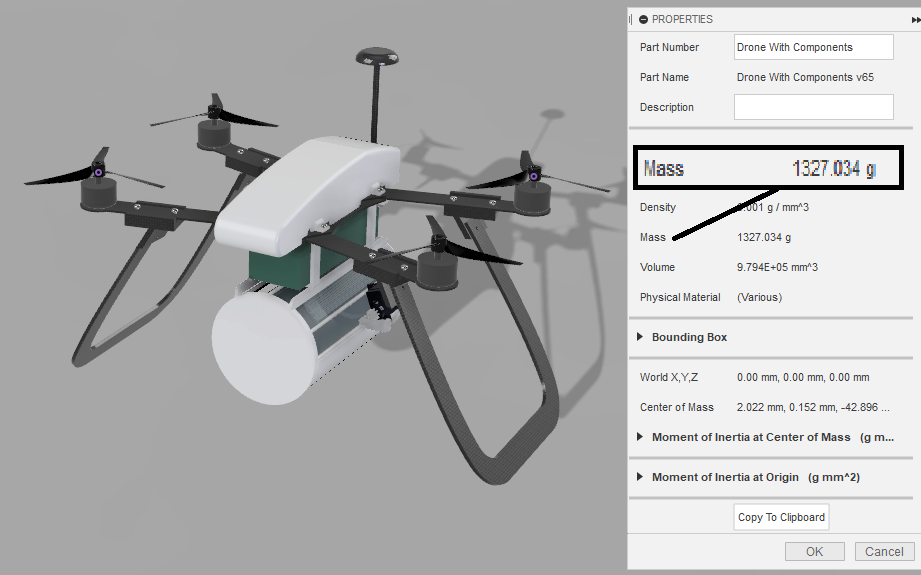 PROPERTIES
Part Number Drone With Components
Part Name Drone With Components v65
Description
Mass 1327.034 g
Density 0.001 g / mm^3
Mass 1327.034 g
Volume 9.794E+05 mm^3
Physical Material (Various)
Bounding Box
World X,Y,Z 0.00 mm, 0.00 mm, 0.00 mm
Center of Mass 2.022 mm, 0.152 mm, -42.896 ...
Moment of Inertia at Center of Mass (g m...
Moment of Inertia at Origin (g mm^2)
Copy To Clipboard
OK Cancel